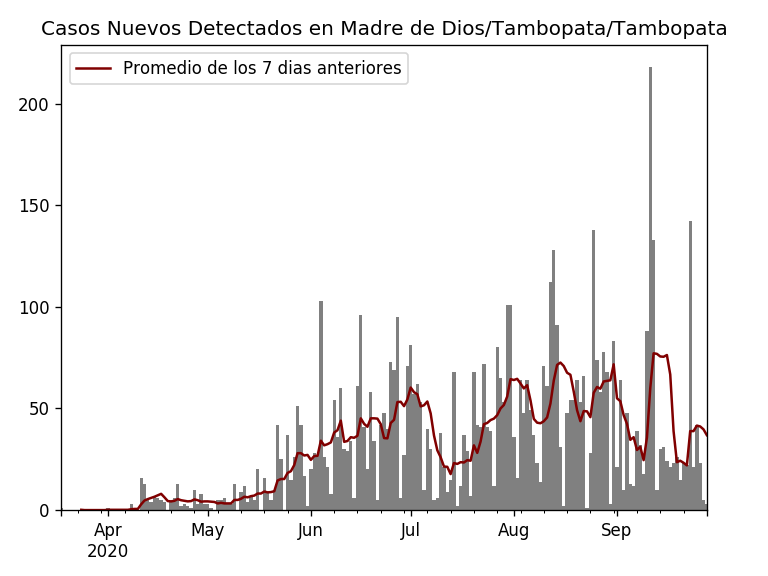 Casos Nuevos Detectados en Madre de Dios/Tambopata/Tambopata
Promedio de los 7 dias anteriores
200
150
100
50
0
Apr May Jun Jul Aug Sep
2020